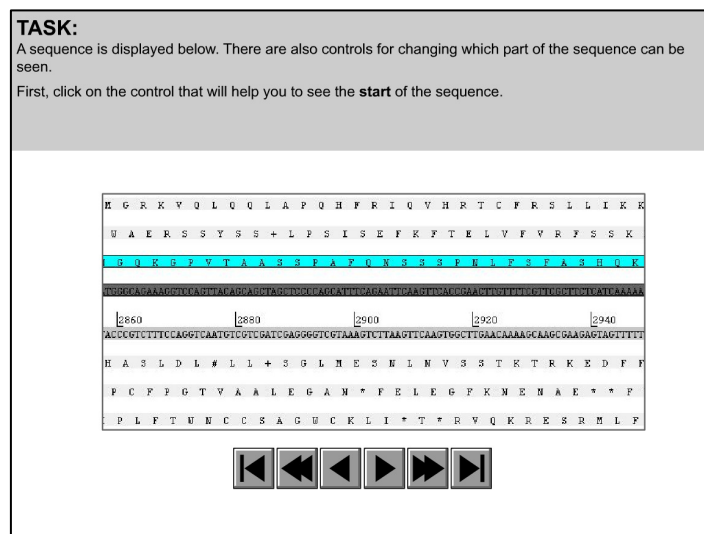 TASK:
A sequence is displayed below. There are also controls for changing which part of the sequence can be
seen.
First, click on the control that will help you to see the start of the sequence.
M G R K V Q L Q Q L A P Q H F R I Q V H R T C F R S L L I K K
W A E R S S Y S S + L P S I S E F K F T E L V F V R F S S K
G Q K G P V T A A S S P A F Q N S S S P N L F S F A S H Q K
TGGGCAGAAAGGTCCAGTTACAGCAGCTAGCTCCCCAGCATTTCAGAATTCAAGTTCACCGAACTTGTTTTCGTTCGCTTCTCATCAAAAA
2860 2880 2900 2920 2940
ACCCGTCTTTCCAGGTCAATGTCGTCGATCGAGGGGTCGTAAAGTCTTAAGTTCAAGTGGCTTGAACAAAAGCAAGCGAAGAGTAGTTTTT
H A S L D L # L L + S G L M E S N L N V S S T K T R K E D F F
P C F P G T V A A L E G A N * F E L E G F K N E N A E * * F
P L F T W N C C S A G W C K L I * T * R V Q K R E S R M L F